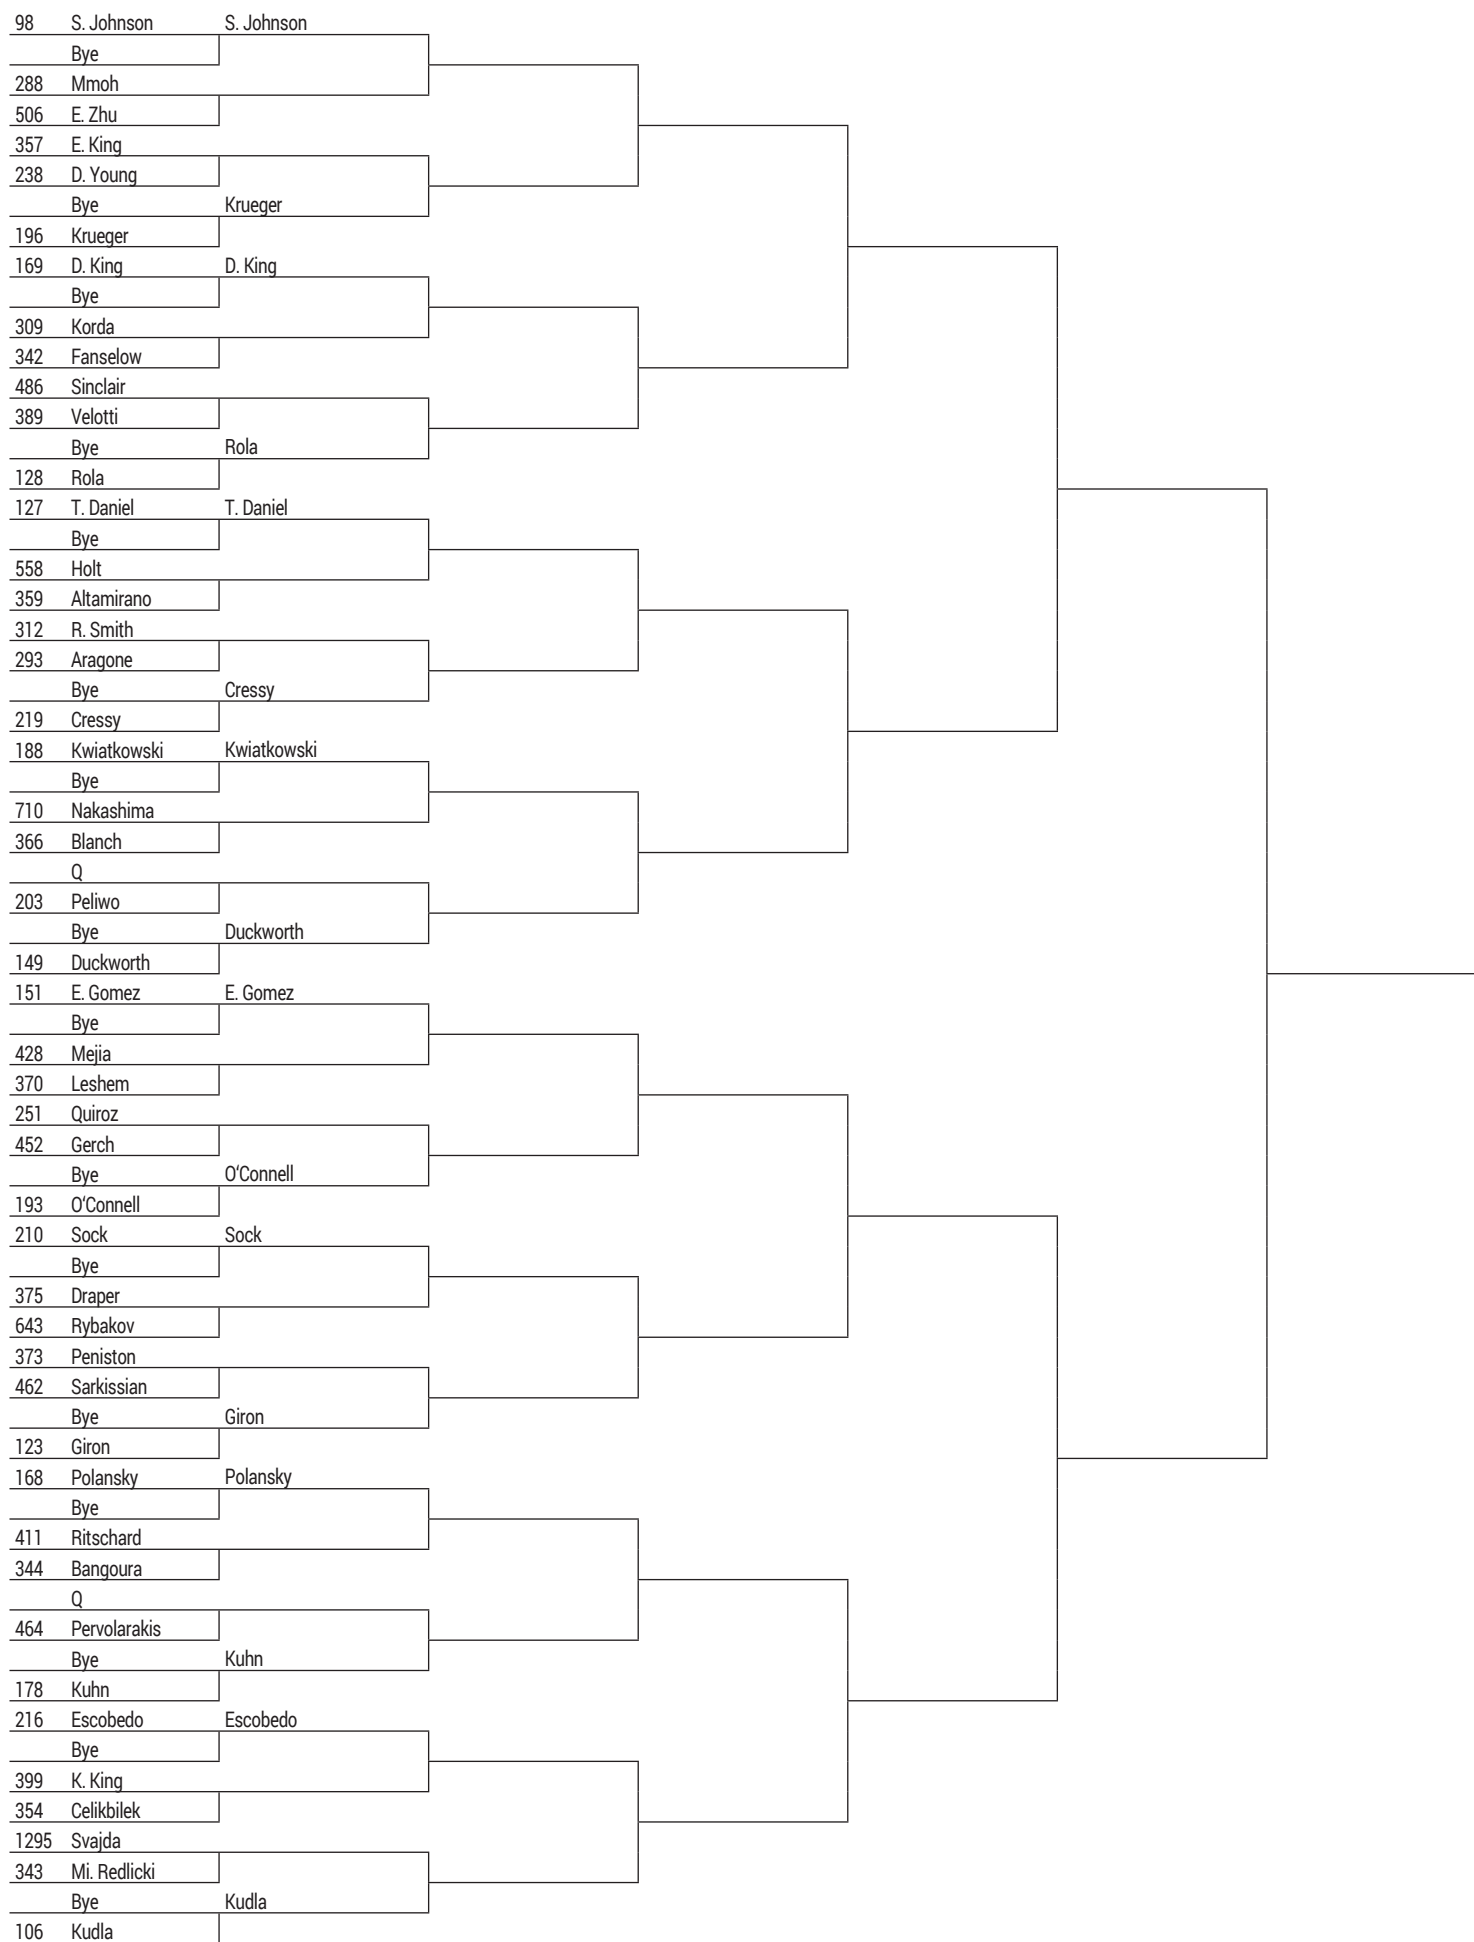 98 S. Johnson S. Johnson
Bye
288 Mmoh
506 E. Zhu
357 E. King
238 D. Young
Bye Krueger
196 Krueger
169 D. King D. King
Bye
309 Korda
342 Fanselow
486 Sinclair
389 Velotti
Bye Rola
128 Rola
127 T. Daniel T. Daniel
Bye
558 Holt
359 Altamirano
312 R. Smith
293 Aragone
Bye Cressy
219 Cressy
188 Kwiatkowski Kwiatkowski
Bye
710 Nakashima
366 Blanch
Q
203 Peliwo
Bye Duckworth
149 Duckworth
151 E. Gomez E. Gomez
Bye
428 Mejia
370 Leshem
251 Quiroz
452 Gerch
Bye O'Connell
193 O'Connell
210 Sock Sock
Bye
375 Draper
643 Rybakov
373 Peniston
462 Sarkissian
Bye Giron
123 Giron
168 Polansky Polansky
Bye
411 Ritschard
344 Bangoura
Q
464 Pervolarakis
Bye Kuhn
178 Kuhn
216 Escobedo Escobedo
Bye
399 K. King
354 Celikbilek
1295 Svajda
343 Mi. Redlicki
Bye Kudla
106 Kudla